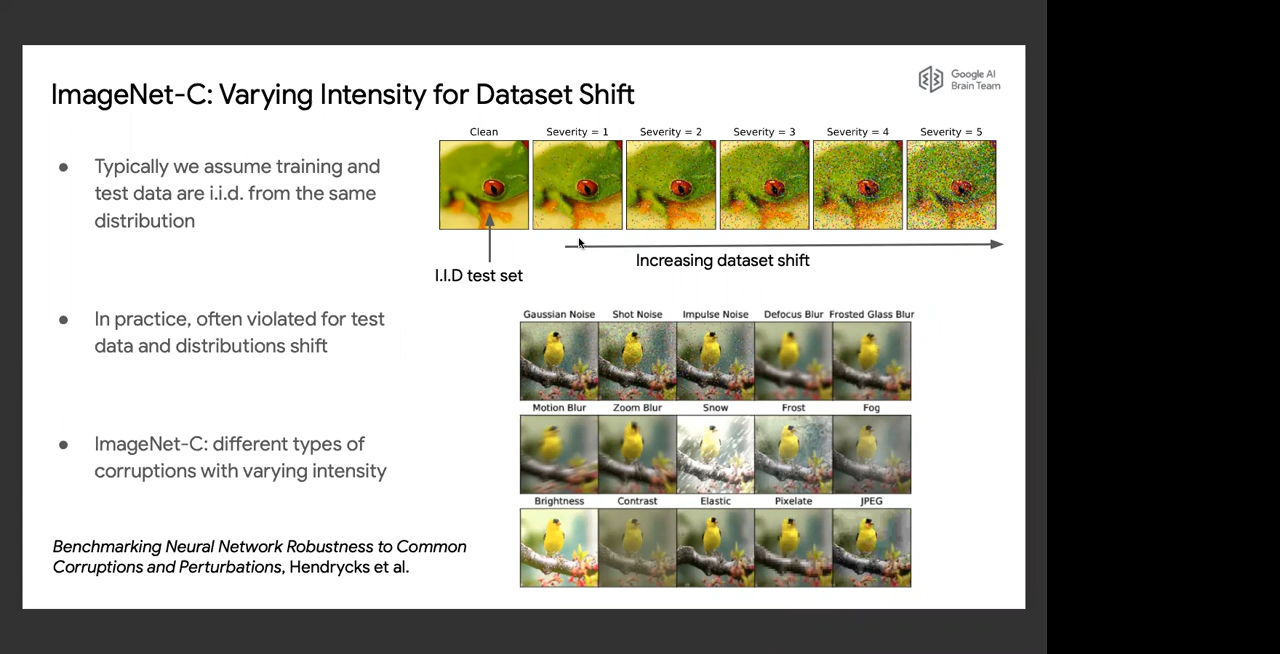 ImageNet-C: Varying Intensity for Dataset Shift
Google AI
Brain Team
● Typically we assume training and
test data are i.i.d. from the same
distribution
● In practice, often violated for test
data and distributions shift
● ImageNet-C: different types of
corruptions with varying intensity
Benchmarking Neural Network Robustness to Common
Corruptions and Perturbations, Hendrycks et al.
Clean Severity = 1 Severity = 2 Severity = 3 Severity = 4 Severity = 5
Increasing dataset shift
I.I.D test set
Gaussian Noise Shot Noise Impulse Noise Defocus Blur Frosted Glass Blur
Motion Blur Zoom Blur Snow Frost Fog
Brightness Contrast Elastic Pixelate JPEG